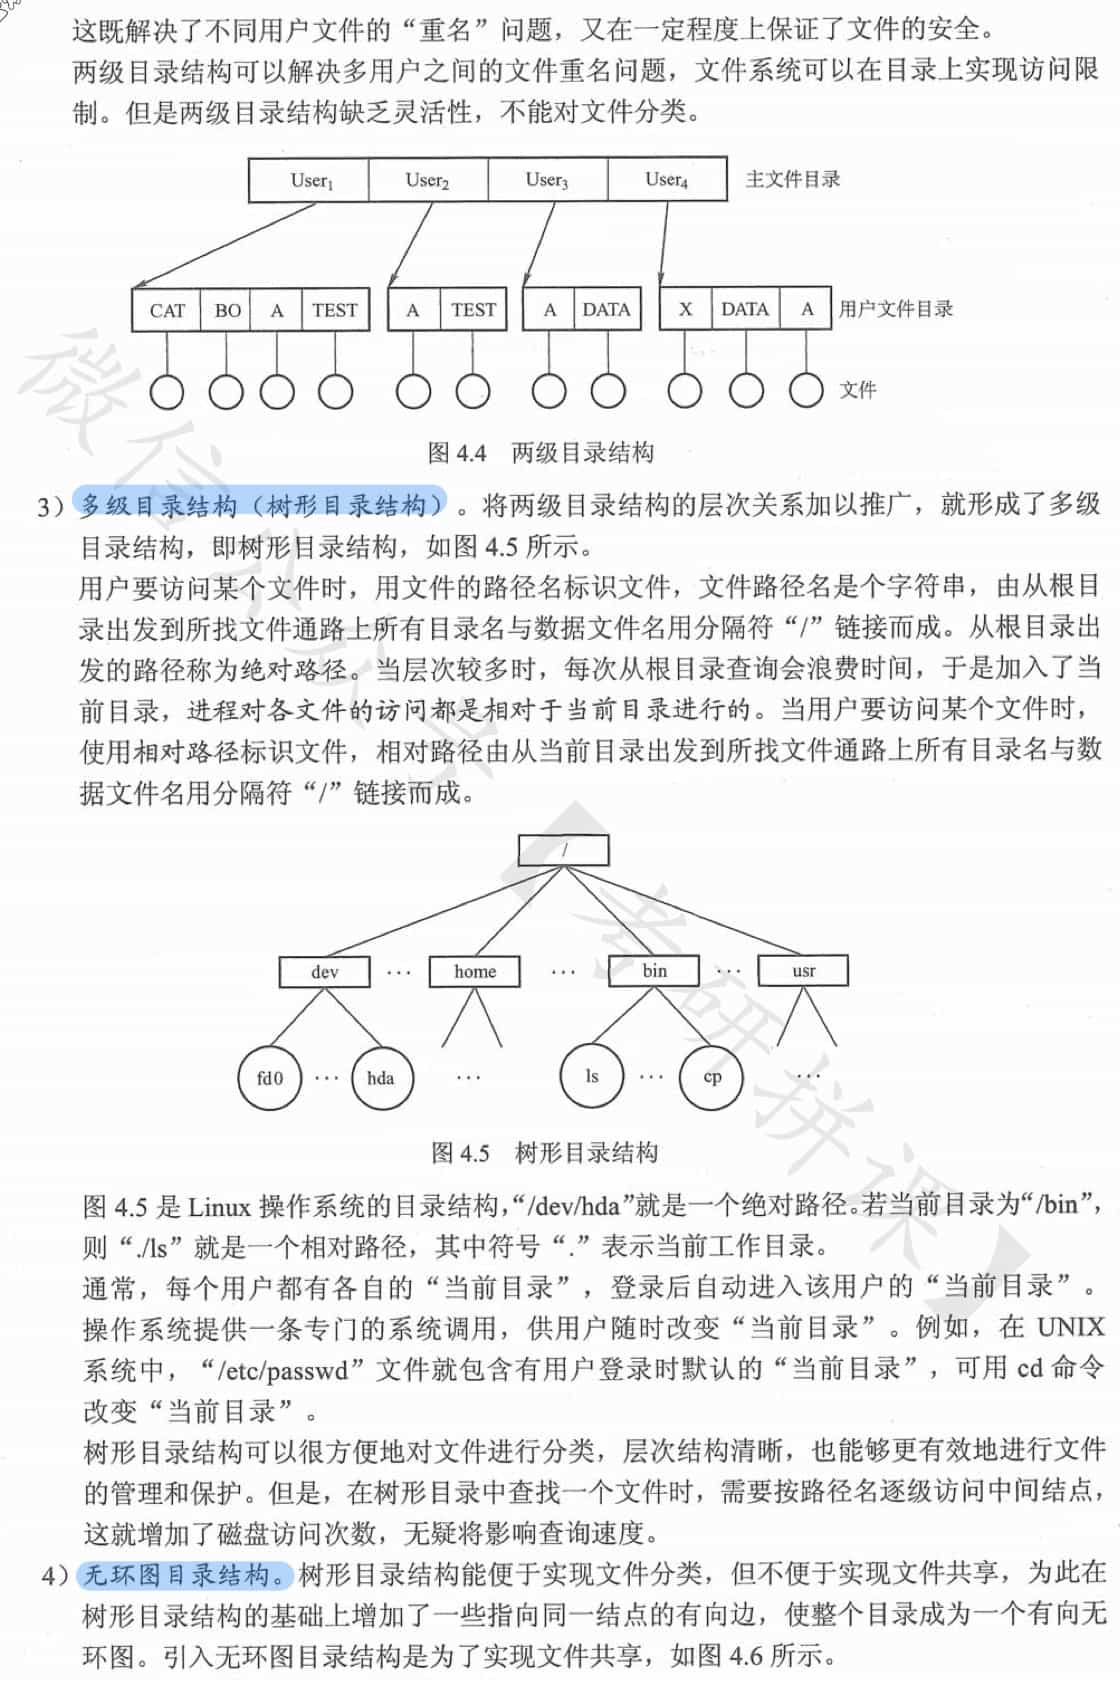 这既解决了不同用户文件的“重名”问题，又在一定程度上保证了文件的安全。
两级目录结构可以解决多用户之间的文件重名问题，文件系统可以在目录上实现访问限
制。但是两级目录结构缺乏灵活性，不能对文件分类。
User1 User2 User3 User4 主文件目录
CAT BO A TEST A TEST A DATA X DATA A 用户文件目录
文件
图 4.4 两级目录结构
3）多级目录结构（树形目录结构）。将两级目录结构的层次关系加以推广，就形成了多级
目录结构，即树形目录结构，如图 4.5 所示。
用户要访问某个文件时，用文件的路径名标识文件，文件路径名是个字符串，由从根目
录出发到所找文件通路上所有目录名与数据文件名用分隔符“/”链接而成。从根目录出
发的路径称为绝对路径。当层次较多时，每次从根目录查询会浪费时间，于是加入了当
前目录，进程对各文件的访问都是相对于当前目录进行的。当用户要访问某个文件时，
使用相对路径标识文件，相对路径由从当前目录出发到所找文件通路上所有目录名与数
据文件名用分隔符“/”链接而成。
/
dev … home … bin … usr
fd0 … hda … ls … cp …
图 4.5 树形目录结构
图 4.5 是 Linux 操作系统的目录结构，“/dev/hda”就是一个绝对路径。若当前目录为“/bin”，
则“./ls”就是一个相对路径，其中符号“.”表示当前工作目录。
通常，每个用户都有各自的“当前目录”，登录后自动进入该用户的“当前目录”。
操作系统提供一条专门的系统调用，供用户随时改变“当前目录”。例如，在 UNIX
系统中，“/etc/passwd”文件就包含有用户登录时默认的“当前目录”，可用 cd 命令
改变“当前目录”。
树形目录结构可以很方便地对文件进行分类，层次结构清晰，也能够更有效地进行文件
的管理和保护。但是，在树形目录中查找一个文件时，需要按路径名逐级访问中间结点，
这就增加了磁盘访问次数，无疑将影响查询速度。
4）无环图目录结构。树形目录结构能便于实现文件分类，但不便于实现文件共享，为此在
树形目录结构的基础上增加了一些指向同一结点的有向边，使整个目录成为一个有向无
环图。引入无环图目录结构是为了实现文件共享，如图 4.6 所示。
微信公众号【考研拼课】